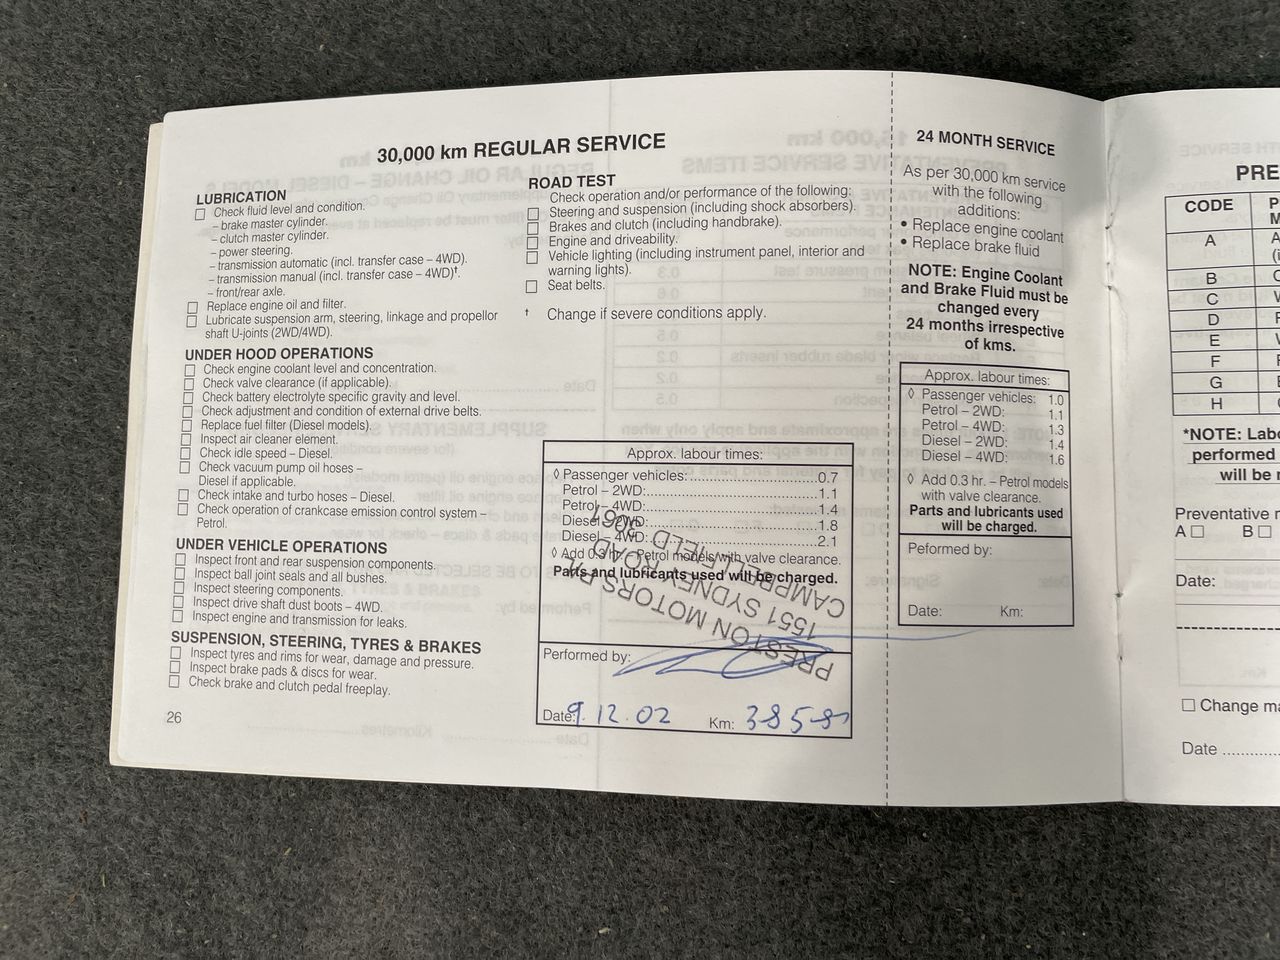 30,000 km REGULAR SERVICE
LUBRICATION
Check fluid level and condition.
– brake master cylinder.
– clutch master cylinder.
– power steering.
– transmission automatic (incl. transfer case – 4WD).
– transmission manual (incl. transfer case – 4WD)†.
– front/rear axle.
Replace engine oil and filter.
Lubricate suspension arm, steering, linkage and propellor
shaft U-joints (2WD/4WD).
UNDER HOOD OPERATIONS
Check engine coolant level and concentration.
Check valve clearance (if applicable).
Check battery electrolyte specific gravity and level.
Check adjustment and condition of external drive belts.
Replace fuel filter (Diesel models).
Inspect air cleaner element.
Check idle speed – Diesel.
Check vacuum pump oil hoses –
Diesel if applicable.
Check intake and turbo hoses – Diesel.
Check operation of crankcase emission control system –
Petrol.
UNDER VEHICLE OPERATIONS
Inspect front and rear suspension components.
Inspect ball joint seals and all bushes.
Inspect steering components.
Inspect drive shaft dust boots – 4WD.
Inspect engine and transmission for leaks.
SUSPENSION, STEERING, TYRES & BRAKES
Inspect tyres and rims for wear, damage and pressure.
Inspect brake pads & discs for wear.
Check brake and clutch pedal freeplay.
26
ROAD TEST
Check operation and/or performance of the following:
Steering and suspension (including shock absorbers).
Brakes and clutch (including handbrake).
Engine and driveability.
Vehicle lighting (including instrument panel, interior and
warning lights).
Seat belts.
† Change if severe conditions apply.
Approx. labour times:
◊ Passenger vehicles: 0.7
Petrol – 2WD: 1.1
Petrol – 4WD: 1.4
Diesel – 2WD: 1.8
Diesel – 4WD: 2.1
◊ Add 0.3 hr. – Petrol models with valve clearance.
Parts and lubricants used will be charged.
PRESTON MOTORS
1551 SYDNEY ROAD
CAMPBELLFIELD 3061
Performed by:
Date: 9.12.02 Km:
24 MONTH SERVICE
As per 30,000 km service
with the following
additions:
• Replace engine coolant
• Replace brake fluid
NOTE: Engine Coolant
and Brake Fluid must be
changed every
24 months irrespective
of kms.
Approx. labour times:
◊ Passenger vehicles: 1.0
Petrol – 2WD: 1.1
Petrol – 4WD: 1.3
Diesel – 2WD: 1.4
Diesel – 4WD: 1.6
◊ Add 0.3 hr. – Petrol models
with valve clearance.
Parts and lubricants used
will be charged.
Peformed by:
Date: Km:
PRE
CODE
A
B
C
D
E
F
G
H
*NOTE: Labo
performed
will be
Preventative
A B
Date:
Change
Date